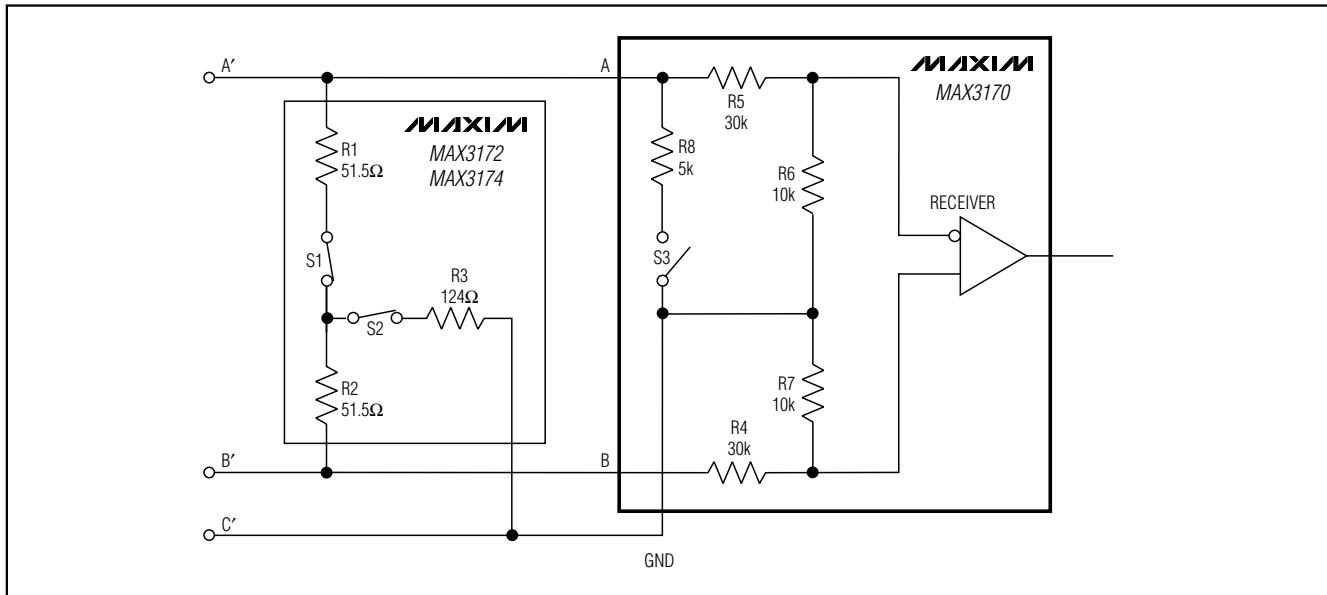 A′
A
MAXIM
MAX3170
R5
30k
MAXIM
MAX3172
MAX3174
R1
51.5Ω
R8
5k
R6
10k
RECEIVER
S1
S3
R3
124Ω
S2
R2
51.5Ω
R7
10k
R4
30k
B′
B
C′
GND